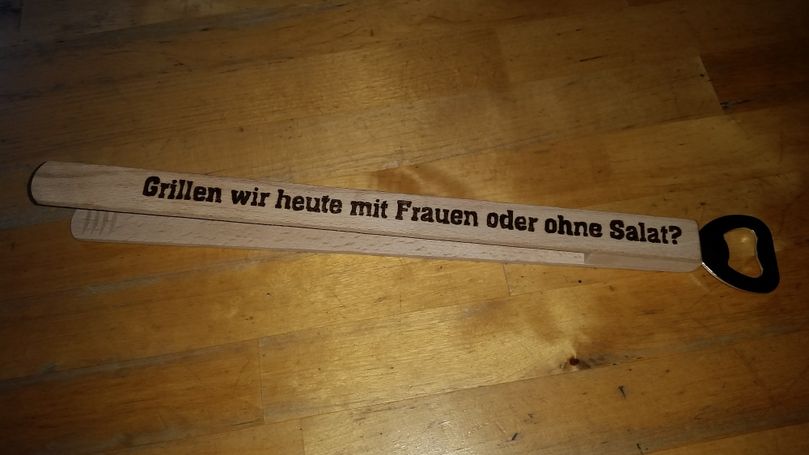 Grillen wir heute mit Frauen oder ohne Salat?